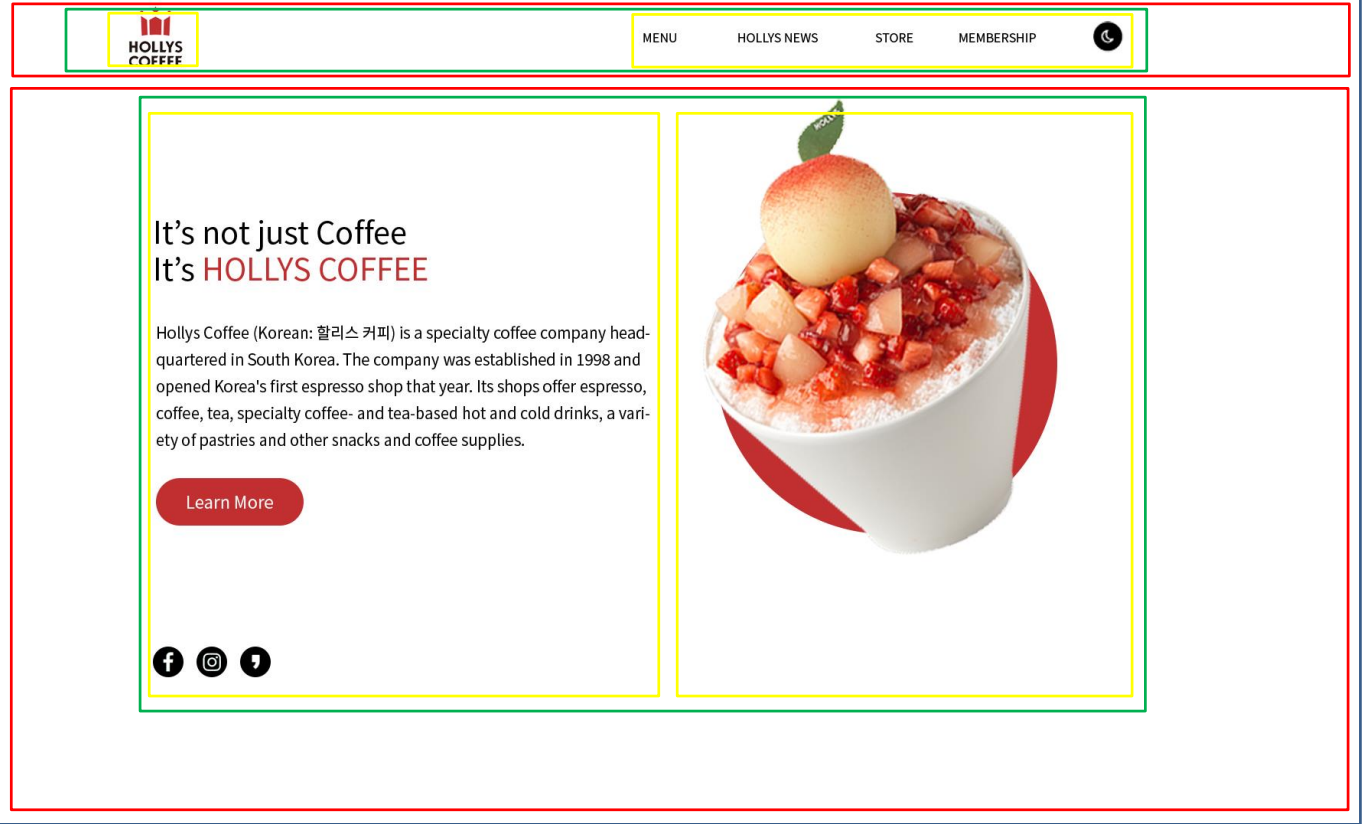 HOLLYS
COFFEE
MENU HOLLYS NEWS STORE MEMBERSHIP
HOLLYS
It’s not just Coffee
It’s HOLLYS COFFEE
Hollys Coffee (Korean: 할리스 커피) is a specialty coffee company head-
quartered in South Korea. The company was established in 1998 and
opened Korea's first espresso shop that year. Its shops offer espresso,
coffee, tea, specialty coffee- and tea-based hot and cold drinks, a vari-
ety of pastries and other snacks and coffee supplies.
Learn More